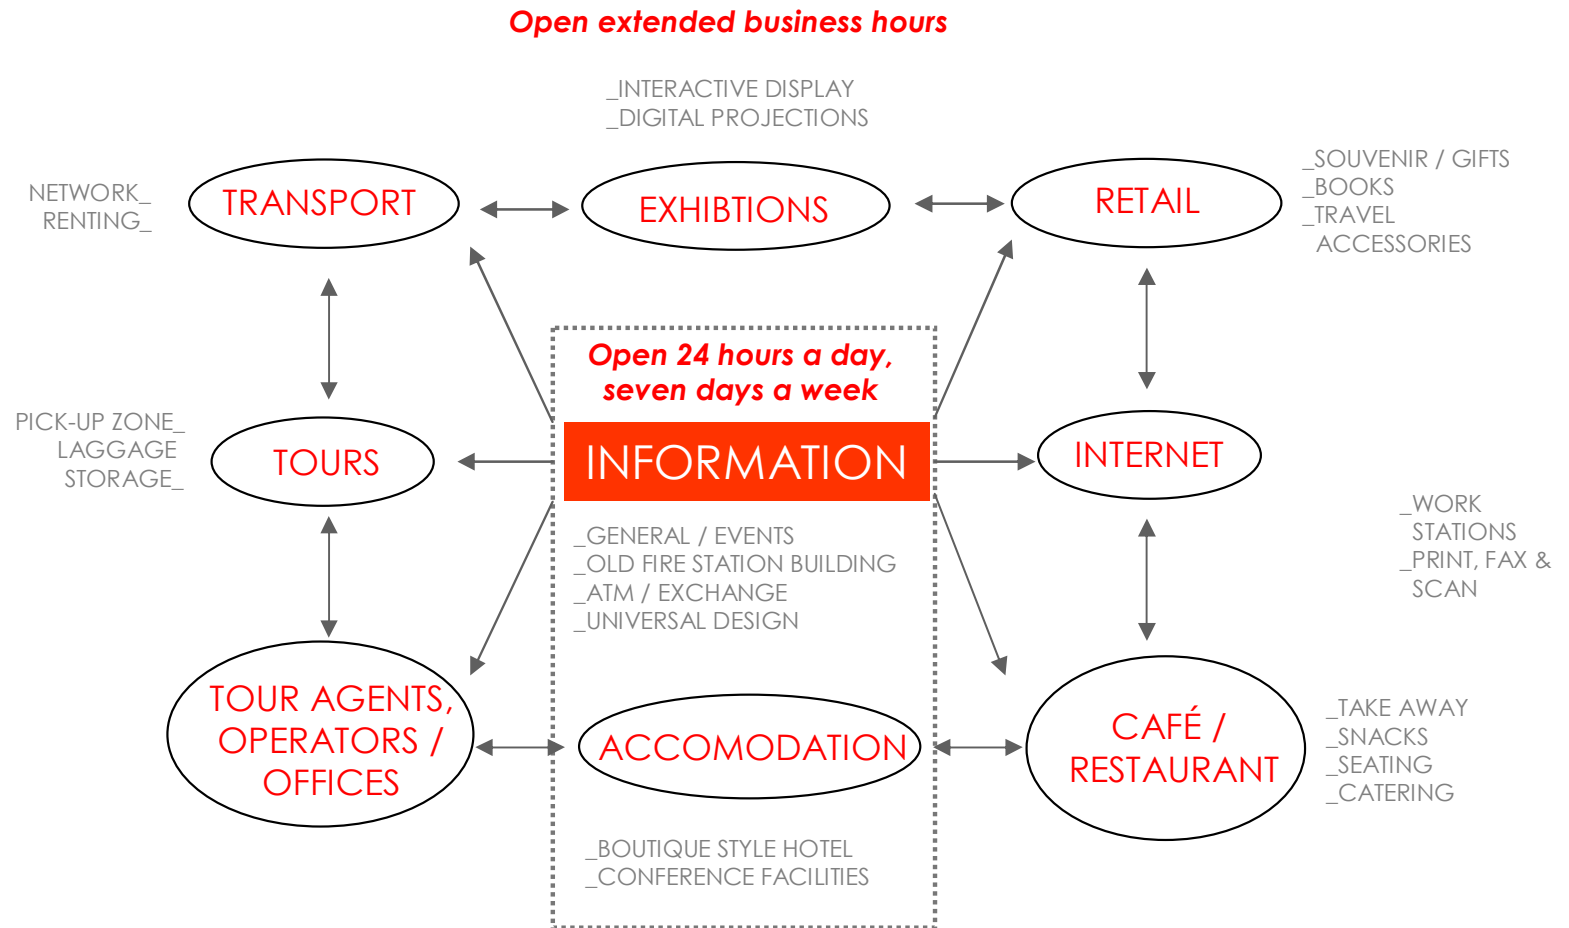 Open extended business hours
_INTERACTIVE DISPLAY
_DIGITAL PROJECTIONS
NETWORK_
RENTING_
TRANSPORT
EXHIBTIONS
RETAIL
_SOUVENIR / GIFTS
_BOOKS
_TRAVEL
ACCESSORIES
Open 24 hours a day,
seven days a week
PICK-UP ZONE_
LAGGAGE
STORAGE_
TOURS
INFORMATION
INTERNET
_GENERAL / EVENTS
_OLD FIRE STATION BUILDING
_ATM / EXCHANGE
_UNIVERSAL DESIGN
_WORK
STATIONS
_PRINT, FAX &
SCAN
TOUR AGENTS,
OPERATORS /
OFFICES
ACCOMODATION
CAFÉ /
RESTAURANT
_TAKE AWAY
_SNACKS
_SEATING
_CATERING
_BOUTIQUE STYLE HOTEL
_CONFERENCE FACILITIES